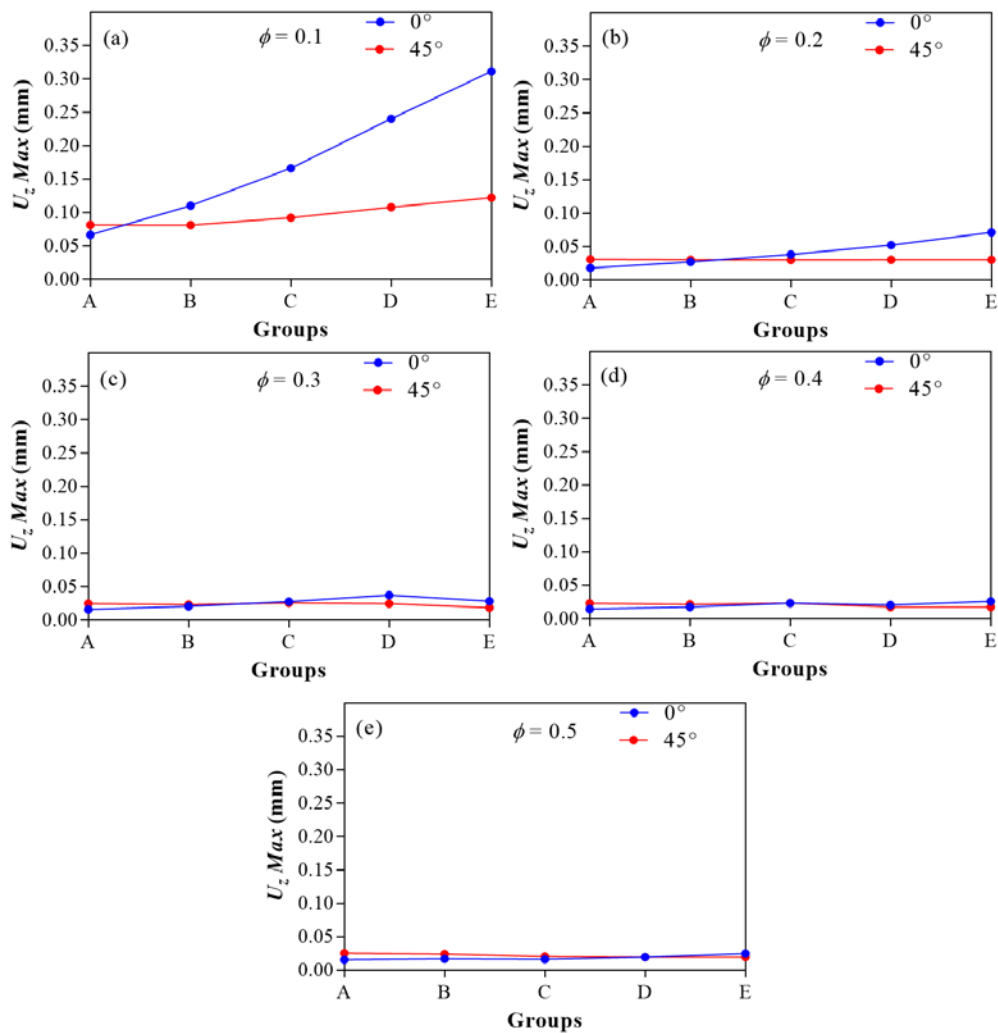 (a)
ϕ = 0.1
0°
45°
0.35
0.30
0.25
0.20
0.15
0.10
0.05
0.00
U_z Max (mm)
A B C D E
Groups
(b)
ϕ = 0.2
0°
45°
0.35
0.30
0.25
0.20
0.15
0.10
0.05
0.00
U_z Max (mm)
A B C D E
Groups
(c)
ϕ = 0.3
0°
45°
0.35
0.30
0.25
0.20
0.15
0.10
0.05
0.00
U_z Max (mm)
A B C D E
Groups
(d)
ϕ = 0.4
0°
45°
0.35
0.30
0.25
0.20
0.15
0.10
0.05
0.00
U_z Max (mm)
A B C D E
Groups
(e)
ϕ = 0.5
0°
45°
0.35
0.30
0.25
0.20
0.15
0.10
0.05
0.00
U_z Max (mm)
A B C D E
Groups